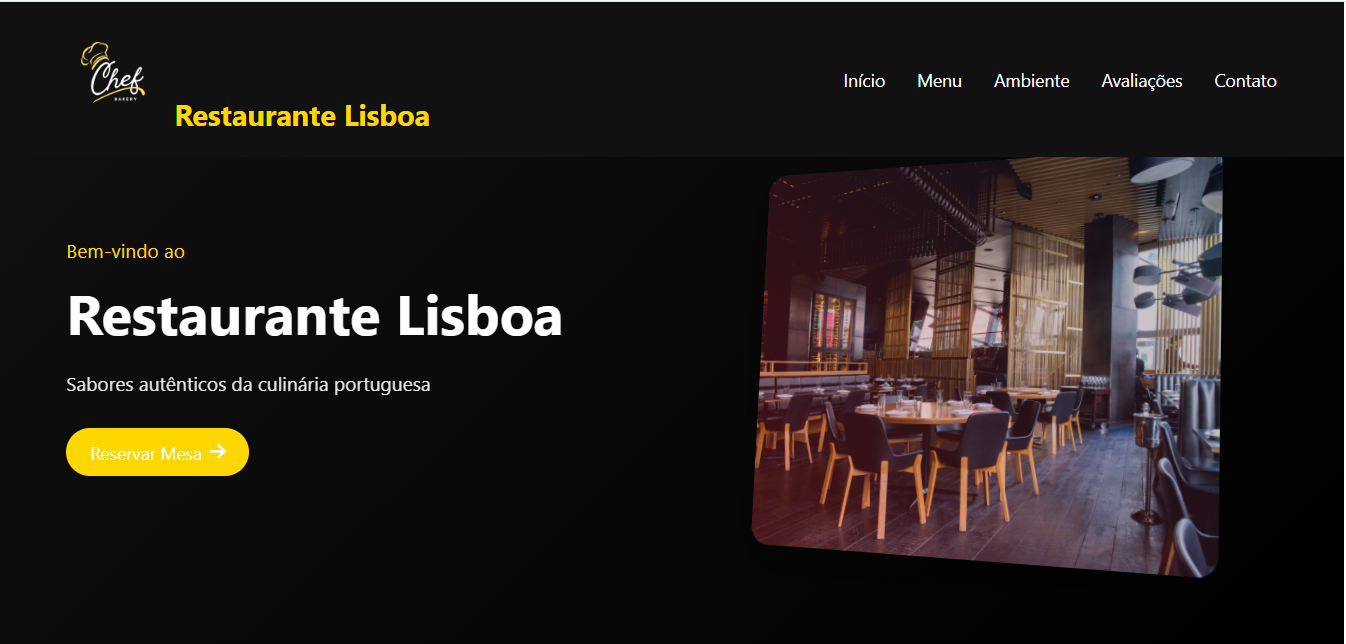 Chef
BAKERY
Restaurante Lisboa
Início Menu Ambiente Avaliações Contato
Bem-vindo ao
Restaurante Lisboa
Sabores autênticos da culinária portuguesa
Reservar Mesa →